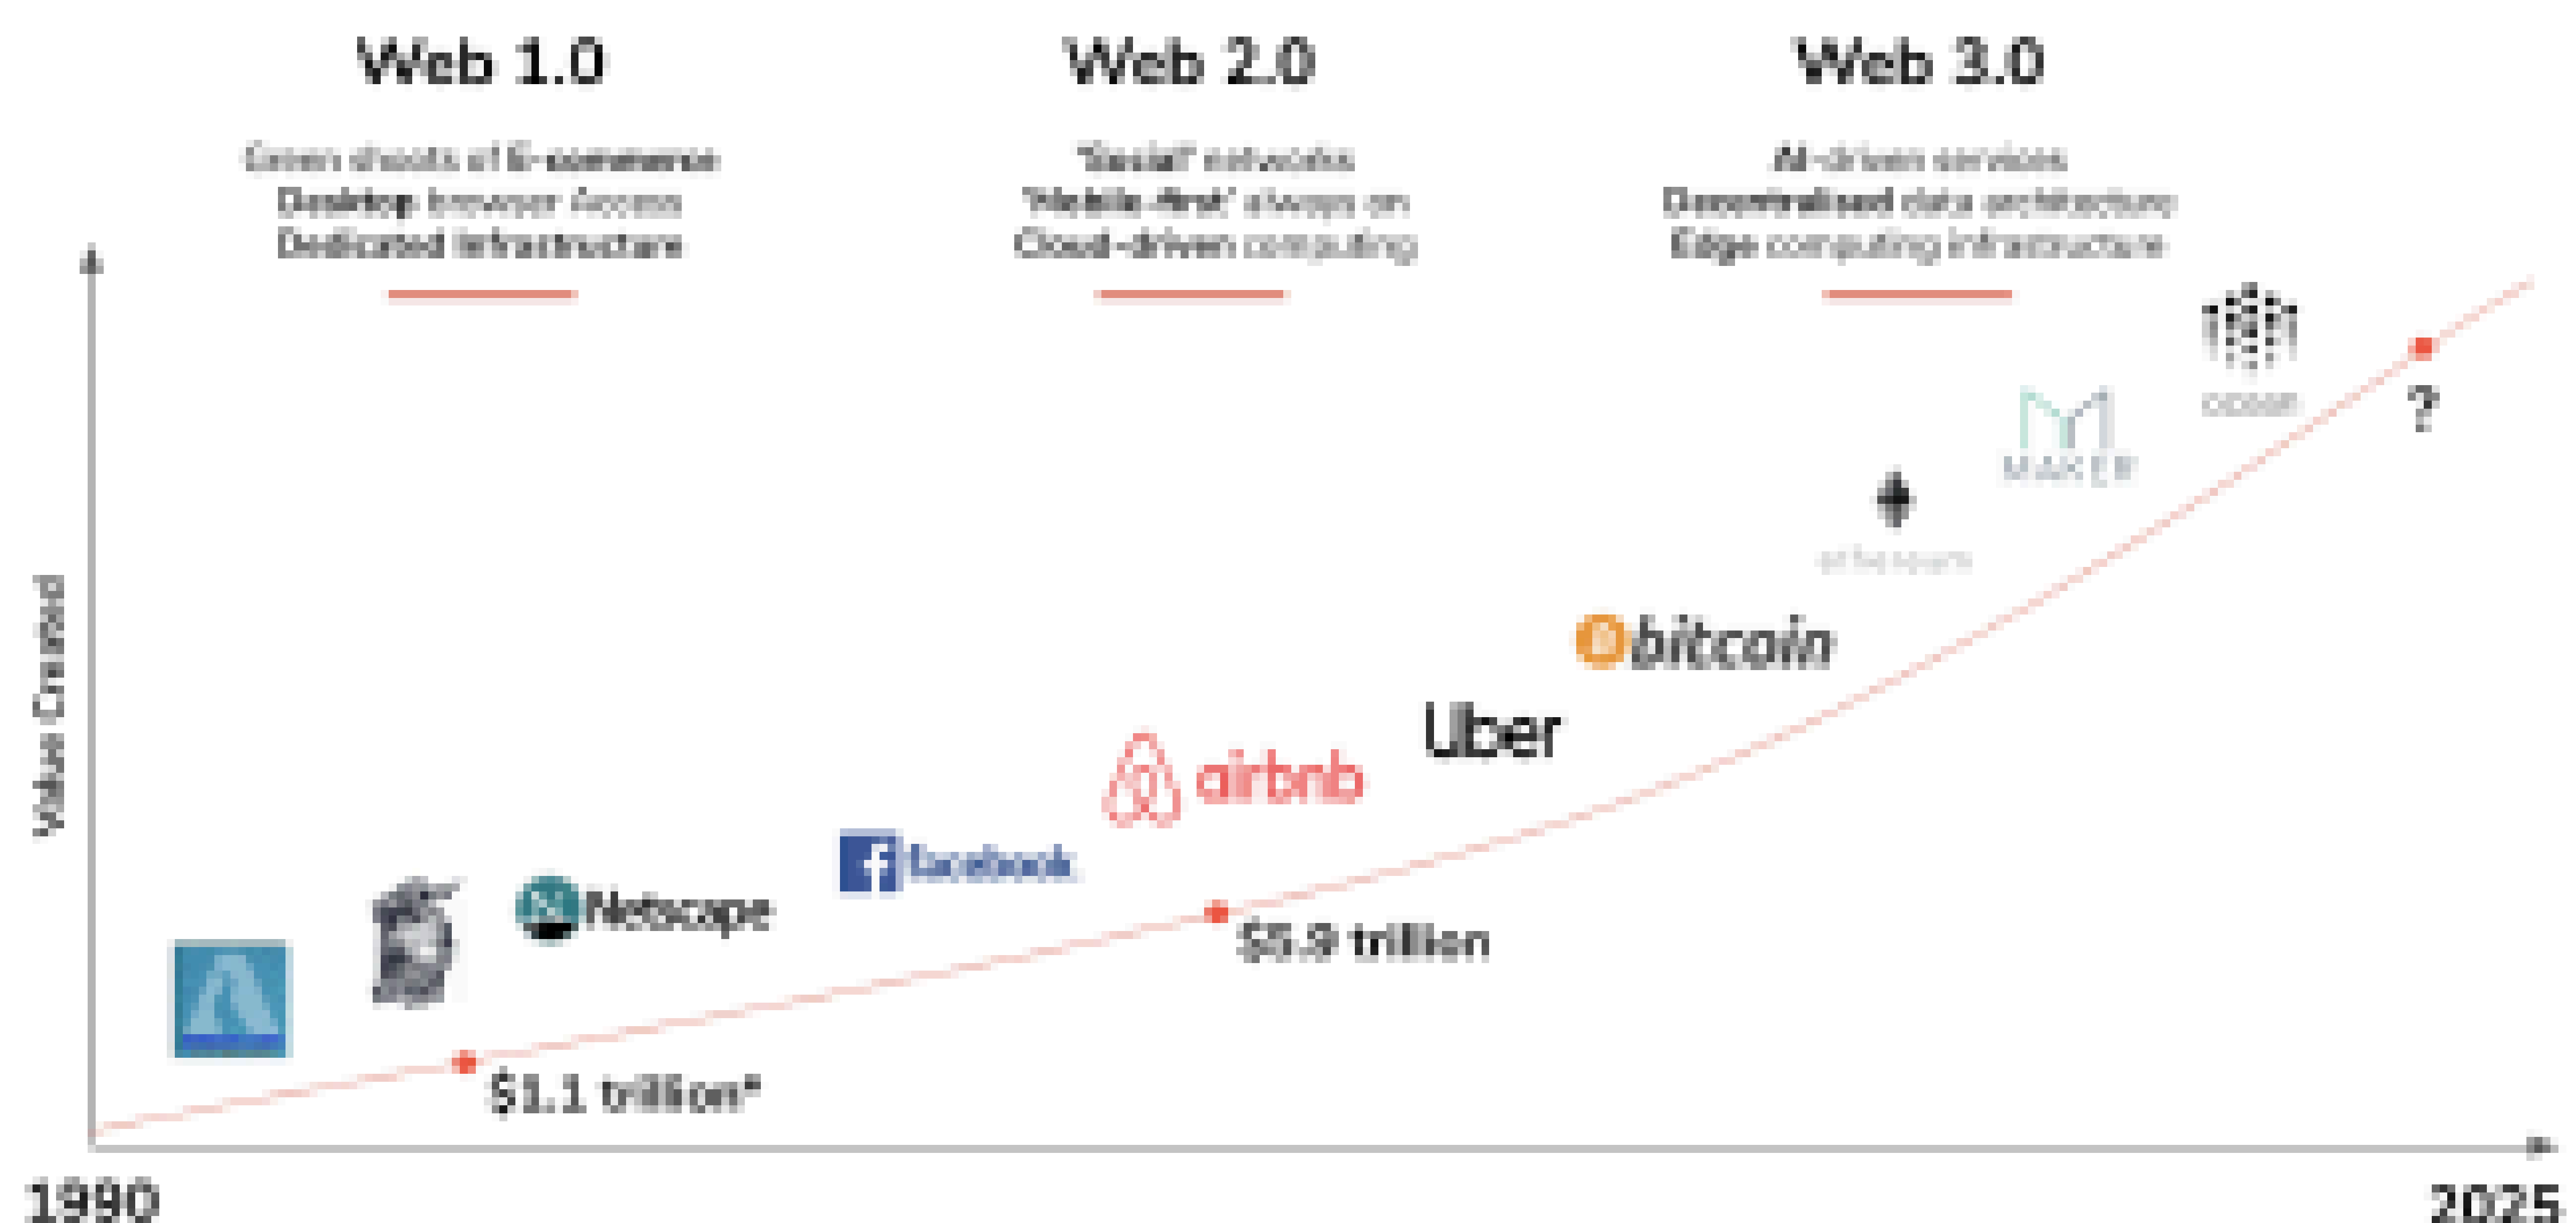 Web 1.0
Green shoots of E-commerce
Desktop browser Access
Dedicated Infrastructure
Web 2.0
'Social' networks
'Mobile-first' always on
Cloud-driven computing
Web 3.0
AI-driven services
Decentralised data architecture
Edge computing infrastructure
Value Created
ocean
?
MAKER
ethereum
bitcoin
Uber
airbnb
facebook
Netscape
$5.9 trillion
$1.1 trillion*
1990
2025